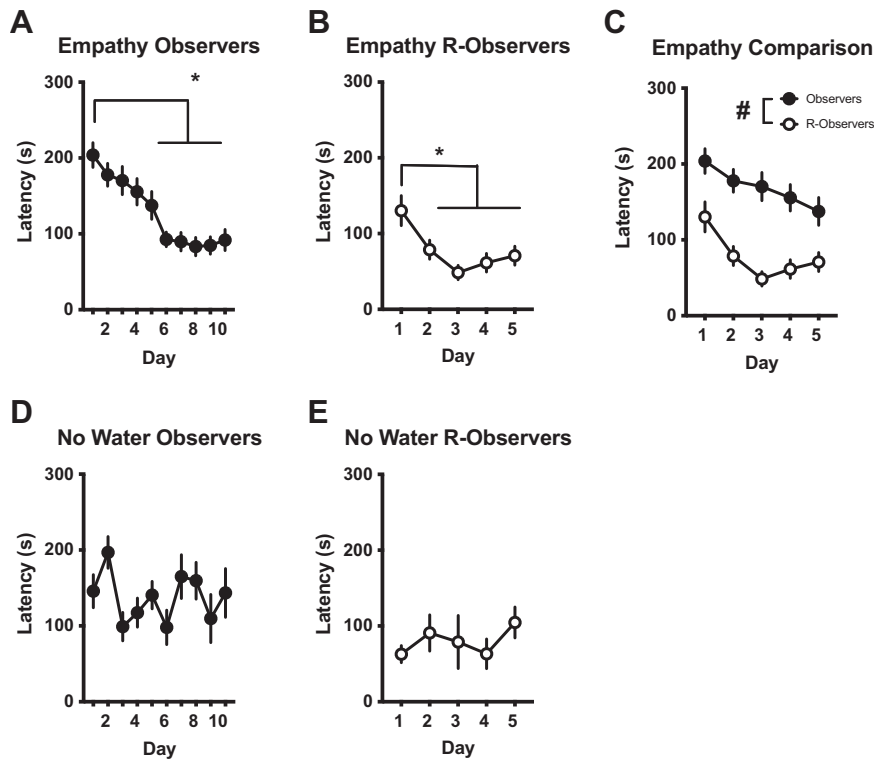 A
Empathy Observers
*
300
200
100
0
Latency (s)
2 4 6 8 10
Day
B
Empathy R-Observers
*
300
200
100
0
Latency (s)
1 2 3 4 5
Day
C
Empathy Comparison
# Observers
R-Observers
300
200
100
0
Latency (s)
1 2 3 4 5
Day
D
No Water Observers
300
200
100
0
Latency (s)
2 4 6 8 10
Day
E
No Water R-Observers
300
200
100
0
Latency (s)
1 2 3 4 5
Day